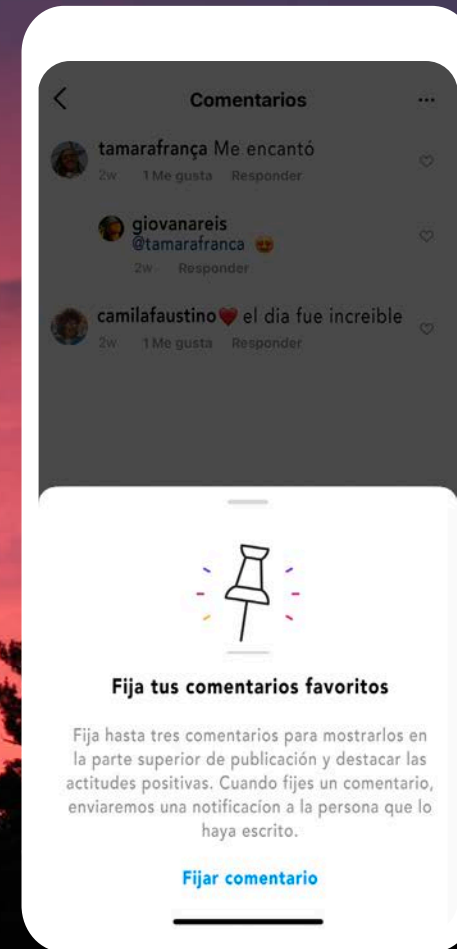 Comentarios
tamarafrança Me encantó
2w 1 Me gusta Responder
giovanareis
@tamarafranca 😍
2w Responder
camilafaustino❤️ el dia fue increible
2w 1 Me gusta Responder
Fija tus comentarios favoritos
Fija hasta tres comentarios para mostrarlos en
la parte superior de publicación y destacar las
actitudes positivas. Cuando fijes un comentario,
enviaremos una notificacíon a la persona que lo
haya escrito.
Fijar comentario